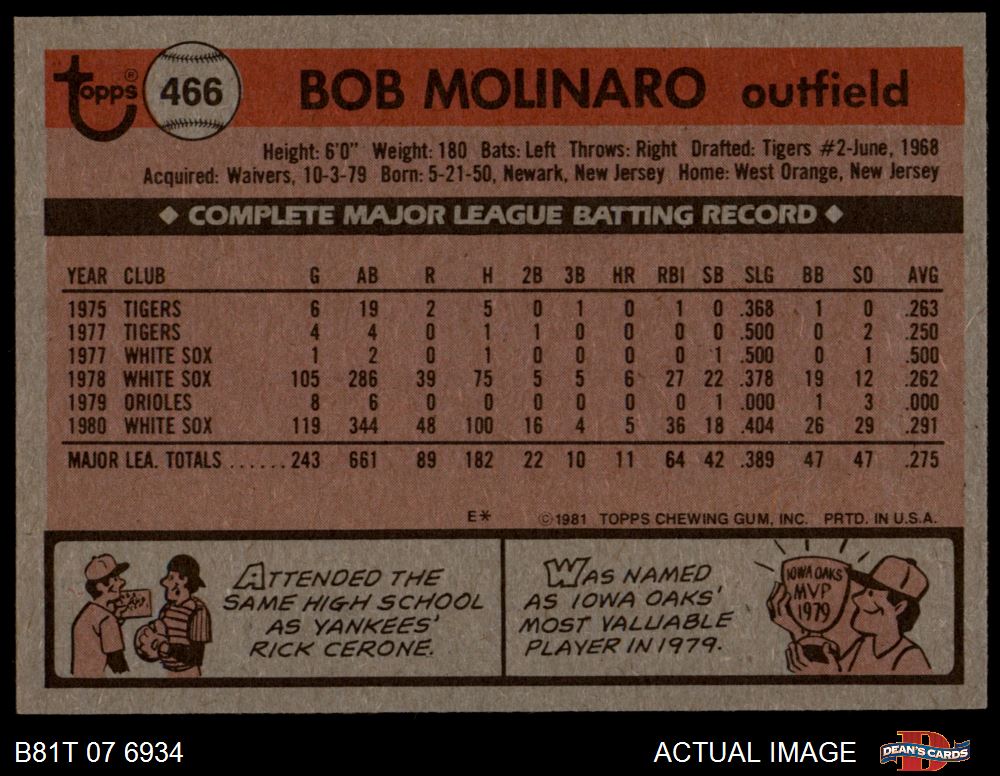 Topps® 466 BOB MOLINARO outfield
Height: 6'0" Weight: 180 Bats: Left Throws: Right Drafted: Tigers #2-June, 1968
Acquired: Waivers, 10-3-79 Born: 5-21-50, Newark, New Jersey Home: West Orange, New Jersey
◆ COMPLETE MAJOR LEAGUE BATTING RECORD ◆
YEAR CLUB G AB R H 2B 3B HR RBI SB SLG BB SO AVG
1975 TIGERS 6 19 2 5 0 1 0 1 0 .368 1 0 .263
1977 TIGERS 4 4 0 1 1 0 0 0 0 .500 0 2 .250
1977 WHITE SOX 1 2 0 1 0 0 0 0 1 .500 0 1 .500
1978 WHITE SOX 105 286 39 75 5 5 6 27 22 .378 19 12 .262
1979 ORIOLES 8 6 0 0 0 0 0 0 1 .000 1 3 .000
1980 WHITE SOX 119 344 48 100 16 4 5 36 18 .404 26 29 .291
MAJOR LEA. TOTALS ......243 661 89 182 22 10 11 64 42 .389 47 47 .275
E* ©1981 TOPPS CHEWING GUM, INC. PRTD. IN U.S.A.
ATTENDED THE
SAME HIGH SCHOOL
AS YANKEES'
RICK CERONE.
WAS NAMED
AS IOWA OAKS'
MOST VALUABLE
PLAYER IN 1979.
IOWA OAKS
MVP
1979
B81T 07 6934 ACTUAL IMAGE DEAN'S CARDS